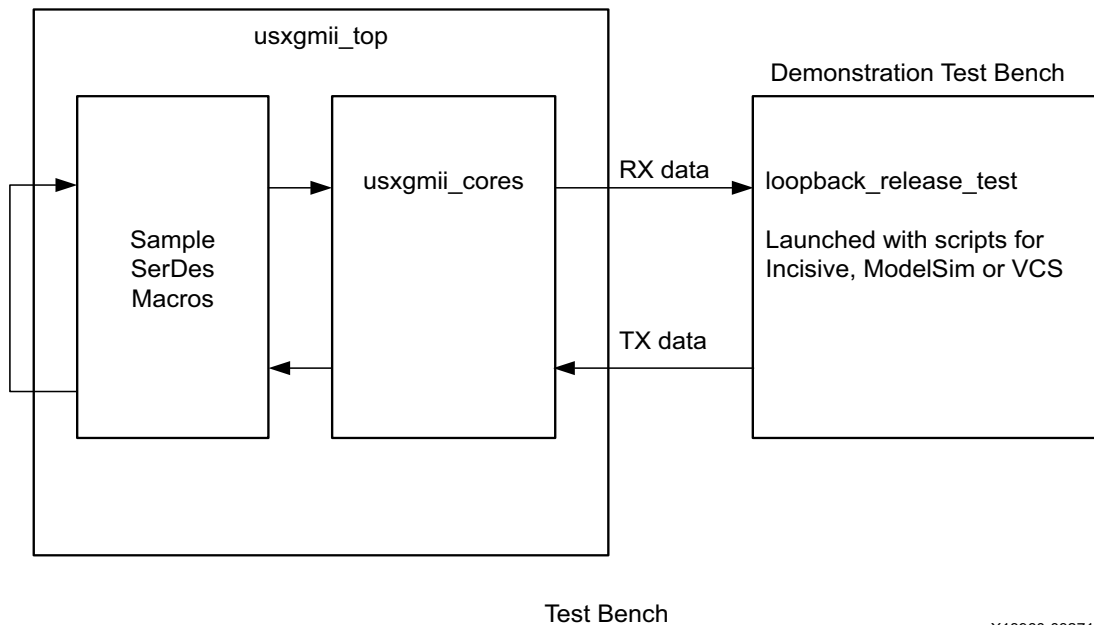 usxgmii_top
Demonstration Test Bench
Sample
SerDes
Macros
usxgmii_cores
RX data
TX data
loopback_release_test
Launched with scripts for
Incisive, ModelSim or VCS
Test Bench